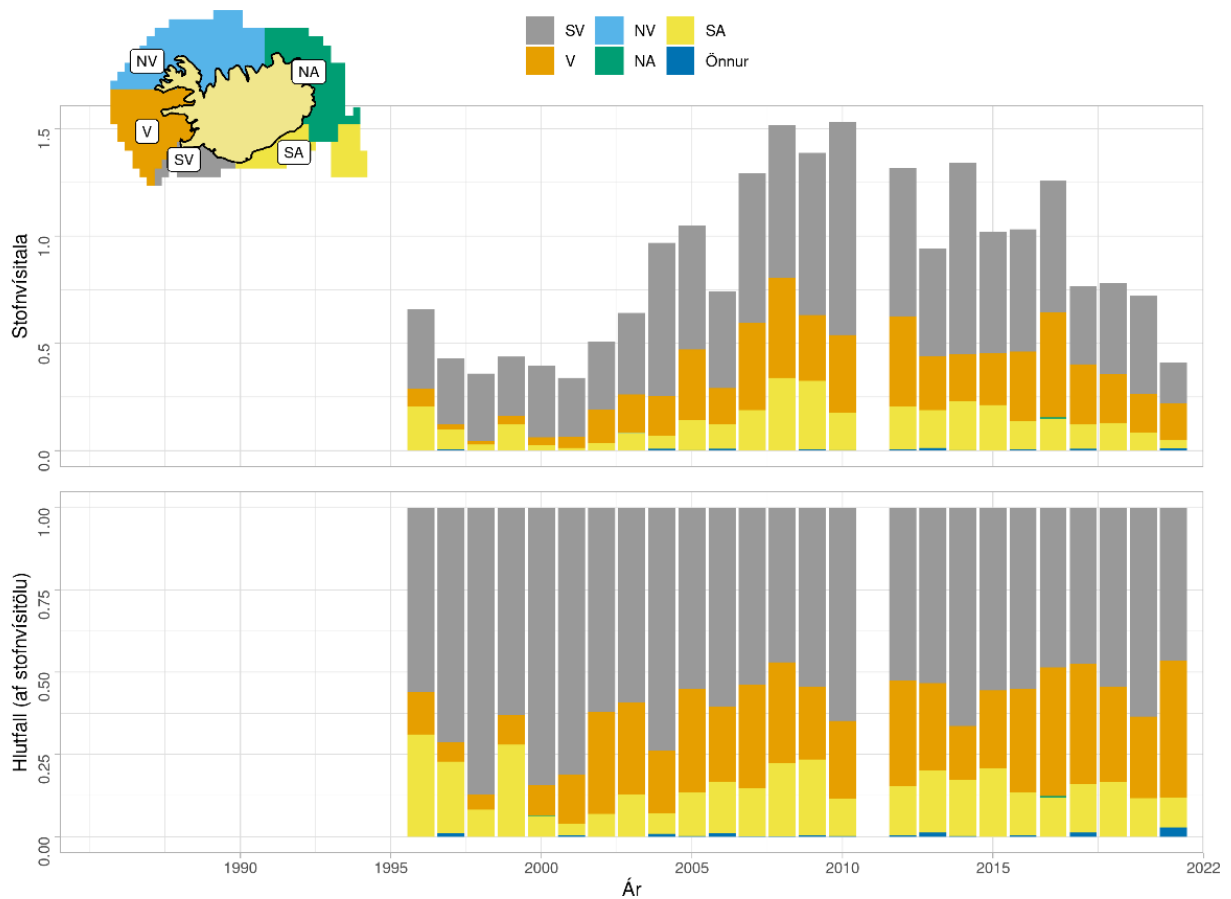 SV NV SA
V NA Önnur
NV
NA
V
SV
SA
Stofnvísitala
1.5
1.0
0.5
0.0
Hlutfall (af stofnvísitölu)
1.00
0.75
0.50
0.25
0.00
1990 1995 2000 2005 2010 2015 2022
Ár